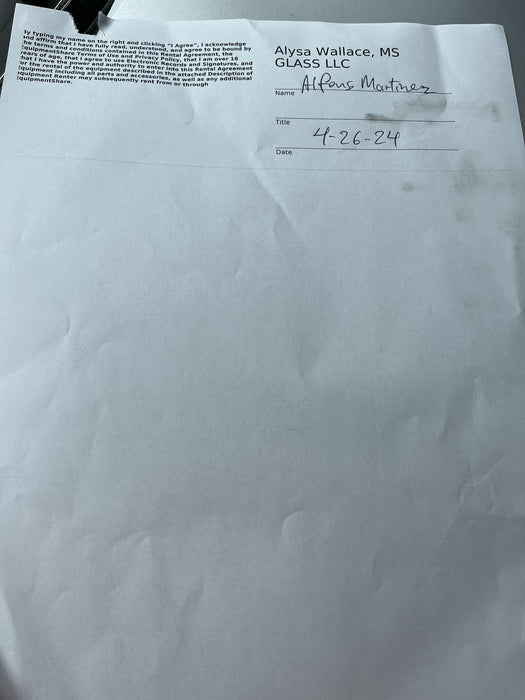 By typing my name on the right and clicking "I Agree", I acknowledge
and affirm that I have fully read, understood, and agree to be bound by
the terms and conditions contained in this Rental Agreement, the
EquipmentShare Terms of Use and Privacy Policy, that I am over 18
years of age, that I agree to use Electronic Records and Signatures, and
that I have the power and authority to enter into this Rental Agreement
for the rental of the equipment described in the attached Description of
Equipment including all parts and accessories, as well as any additional
equipment Renter may subsequently rent from or through
EquipmentShare.
Alysa Wallace, MS
GLASS LLC
Alfons Martinez
Name
Title
4-26-24
Date